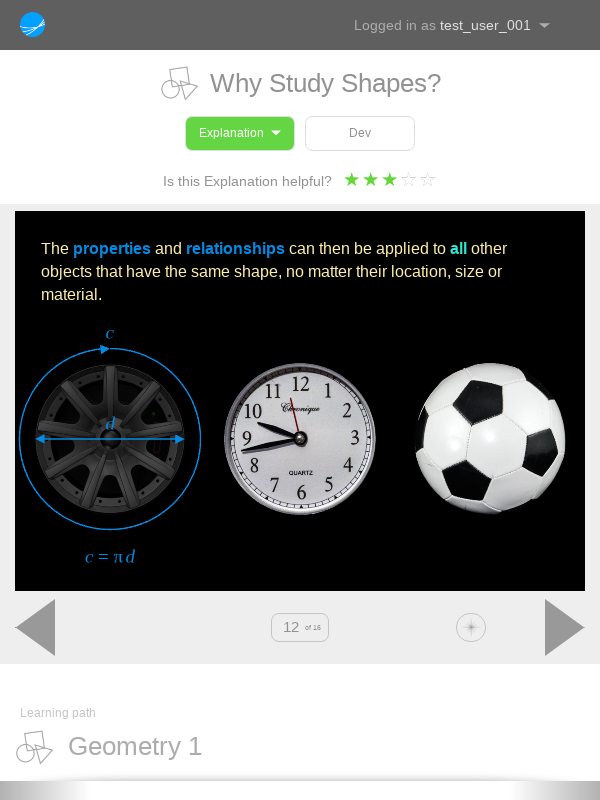 Logged in as test_user_001
Why Study Shapes?
Explanation
Dev
Is this Explanation helpful?
The properties and relationships can then be applied to all other
objects that have the same shape, no matter their location, size or
material.
c
d
c = πd
12
11
1
10
2
9
3
8
4
7
5
6
Chronique
QUARTZ
12 of 16
Learning path
Geometry 1